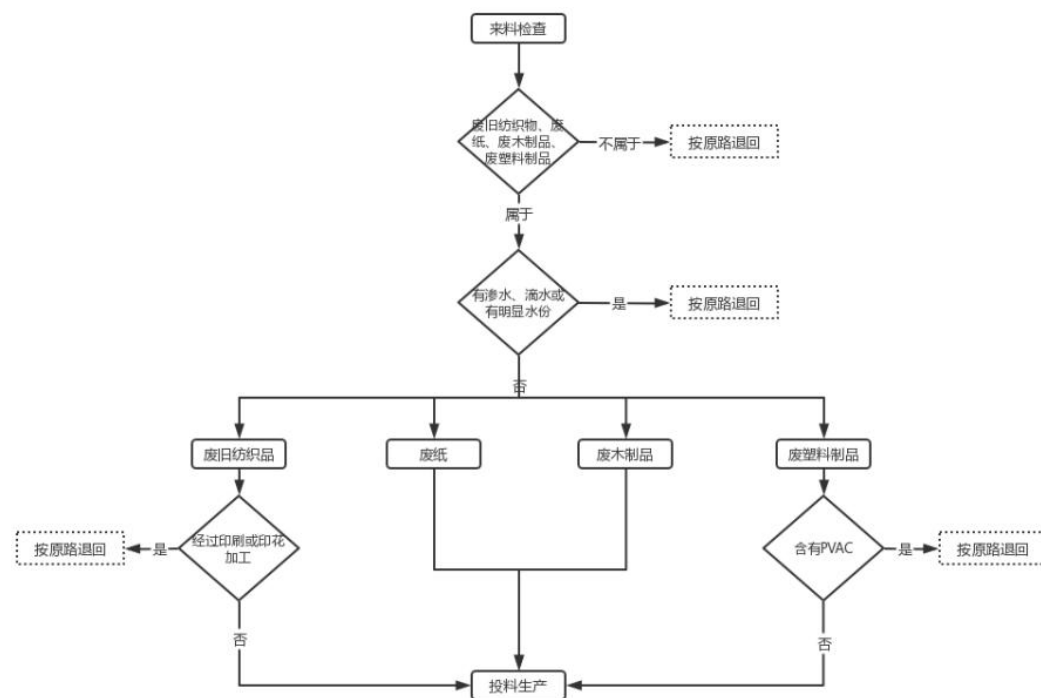 来料检查
废旧纺织物、废
纸、废木制品、
废塑料制品
不属于
按原路退回
属于
有渗水、滴水或
有明显水份
是
按原路退回
否
废旧纺织品
废纸
废木制品
废塑料制品
按原路退回
是
经过印刷或印花
加工
含有PVAC
是
按原路退回
否
否
投料生产